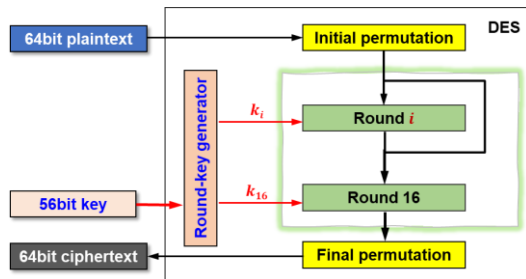 64bit plaintext
Initial permutation
DES
Round-key generator
k_i
Round i
56bit key
k_16
Round 16
64bit ciphertext
Final permutation